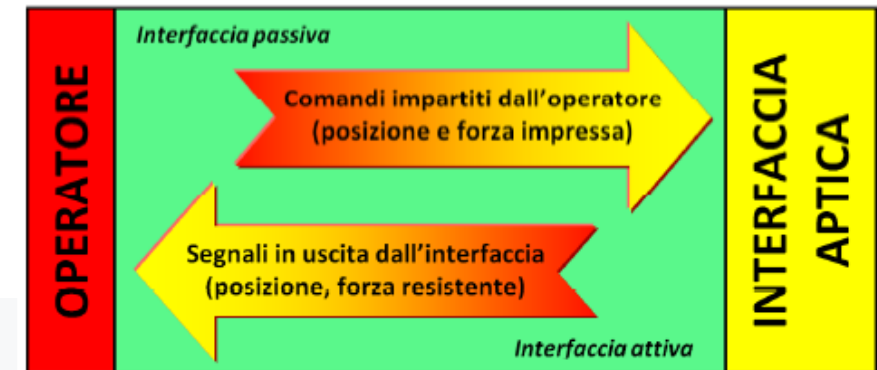 OPERATORE
Interfaccia passiva
Comandi impartiti dall'operatore
(posizione e forza impressa)
Segnali in uscita dall'interfaccia
(posizione, forza resistente)
Interfaccia attiva
INTERFACCIA
APTICA